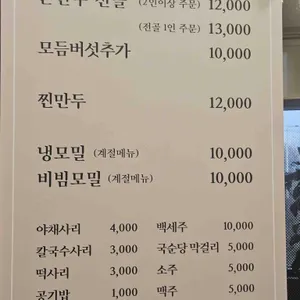 (2인이상 주문) 12,000
(전골 1인 주문) 13,000
모듬버섯추가 10,000
찐만두 12,000
냉모밀 (계절메뉴) 10,000
비빔모밀 (계절메뉴) 10,000
야채사리 4,000 백세주 10,000
칼국수사리 3,000 국순당 막걸리 5,000
떡사리 3,000 소주 5,000
공기밥 1,000 맥주 5,000